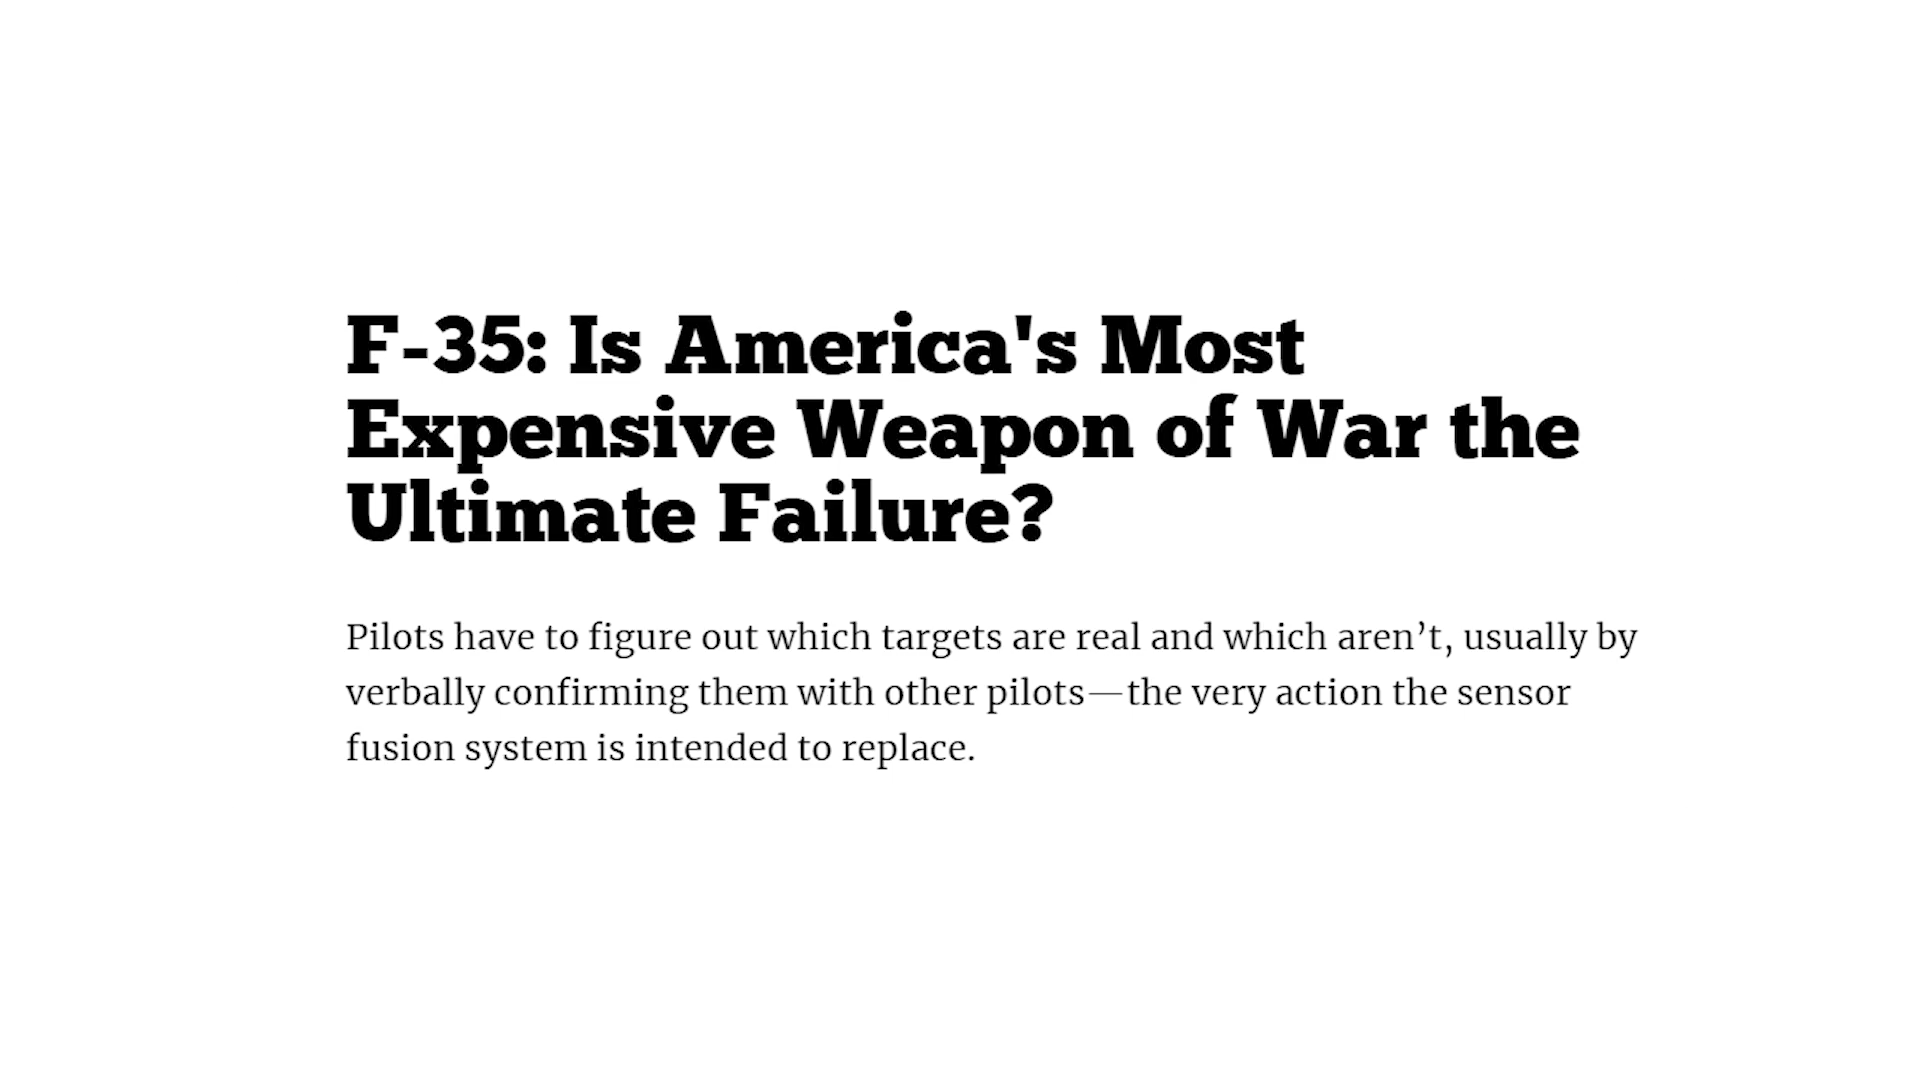 F-35: Is America's Most
Expensive Weapon of War the
Ultimate Failure?
Pilots have to figure out which targets are real and which aren’t, usually by
verbally confirming them with other pilots—the very action the sensor
fusion system is intended to replace.